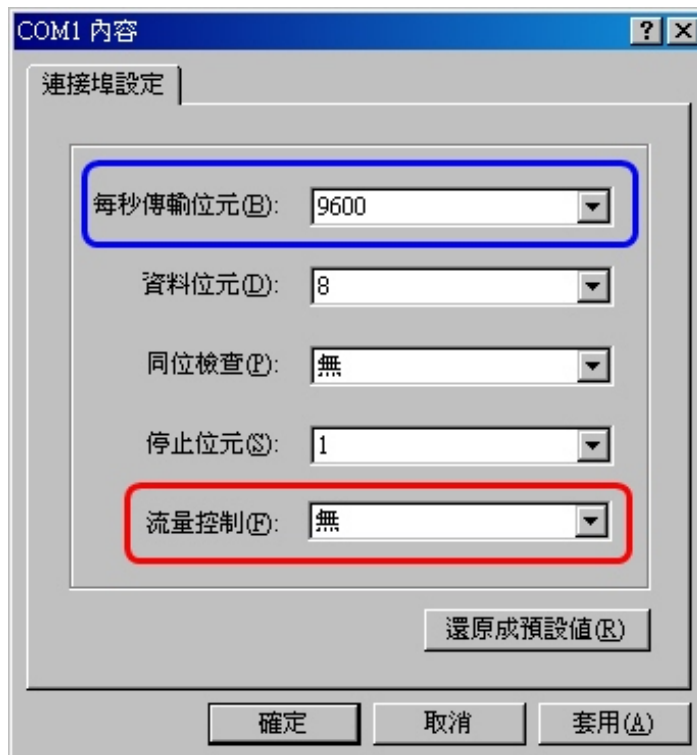 COM1 內容
連接埠設定
每秒傳輸位元(B): 9600
資料位元(D): 8
同位檢查(P): 無
停止位元(S): 1
流量控制(F): 無
還原成預設值(R)
確定 取消 套用(A)